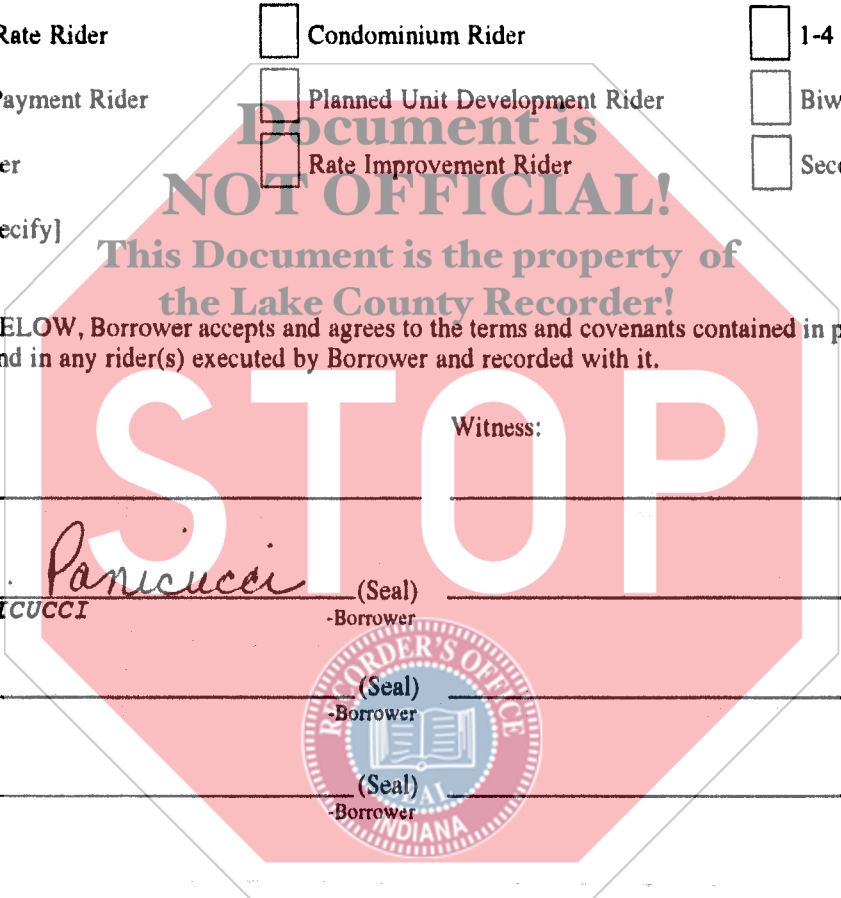 Rate Rider Condominium Rider 1-4
Payment Rider Planned Unit Development Rider Biw
Document is
er Rate Improvement Rider Seco
NOT OFFICIAL!
ecify]
This Document is the property of
the Lake County Recorder!
ELOW, Borrower accepts and agrees to the terms and covenants contained in p
nd in any rider(s) executed by Borrower and recorded with it.
STOP
Witness:
Panicucci (Seal)
ICUCCI -Borrower
RECORDER'S OFFICE
(Seal)
-Borrower
(Seal)
SEAL
-Borrower
INDIANA